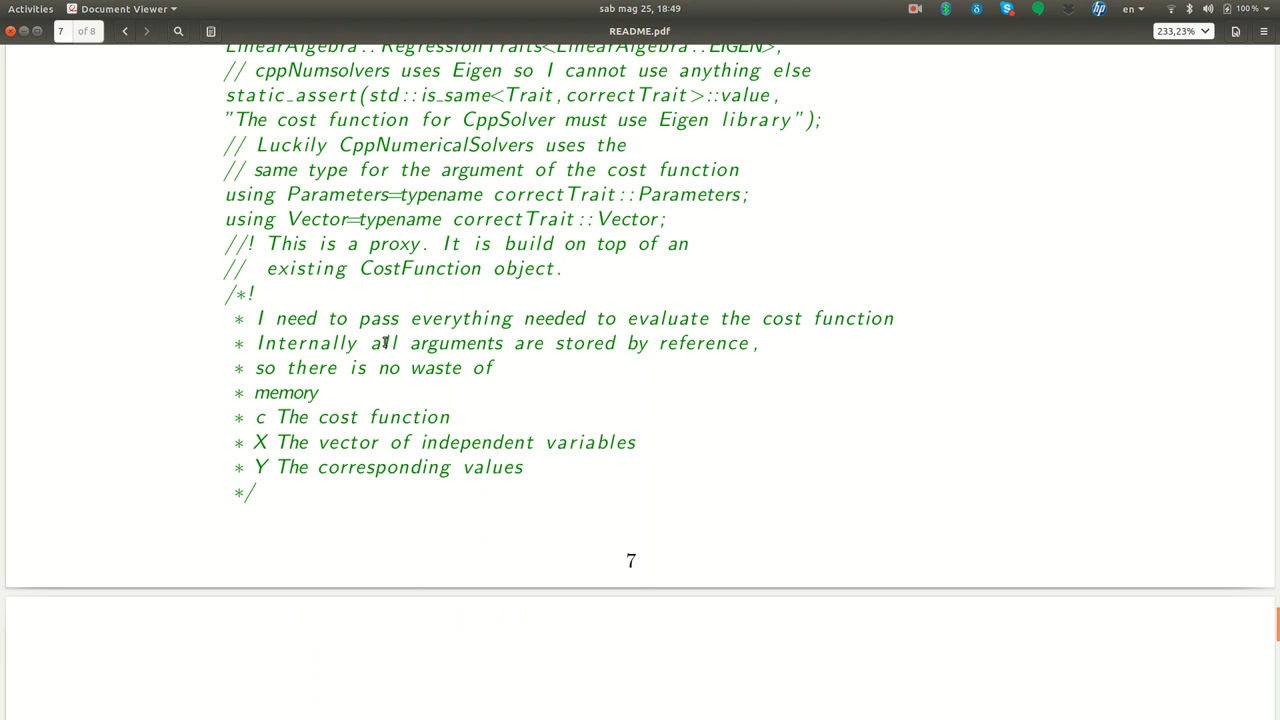 Activities Document Viewer sab mag 25, 18:49 en 100 %
7 of 8 README.pdf 233,23%
LinearAlgebra::RegressionTraits<LinearAlgebra::EIGEN>;
// cppNumsolvers uses Eigen so I cannot use anything else
static_assert(std::is_same<Trait,correctTrait>::value,
"The cost function for CppSolver must use Eigen library");
// Luckily CppNumericalSolvers uses the
// same type for the argument of the cost function
using Parameters=typename correctTrait::Parameters;
using Vector=typename correctTrait::Vector;
//! This is a proxy. It is build on top of an
// existing CostFunction object.
/*!
* I need to pass everything needed to evaluate the cost function
* Internally all arguments are stored by reference,
* so there is no waste of
* memory
* c The cost function
* X The vector of independent variables
* Y The corresponding values
*/
7